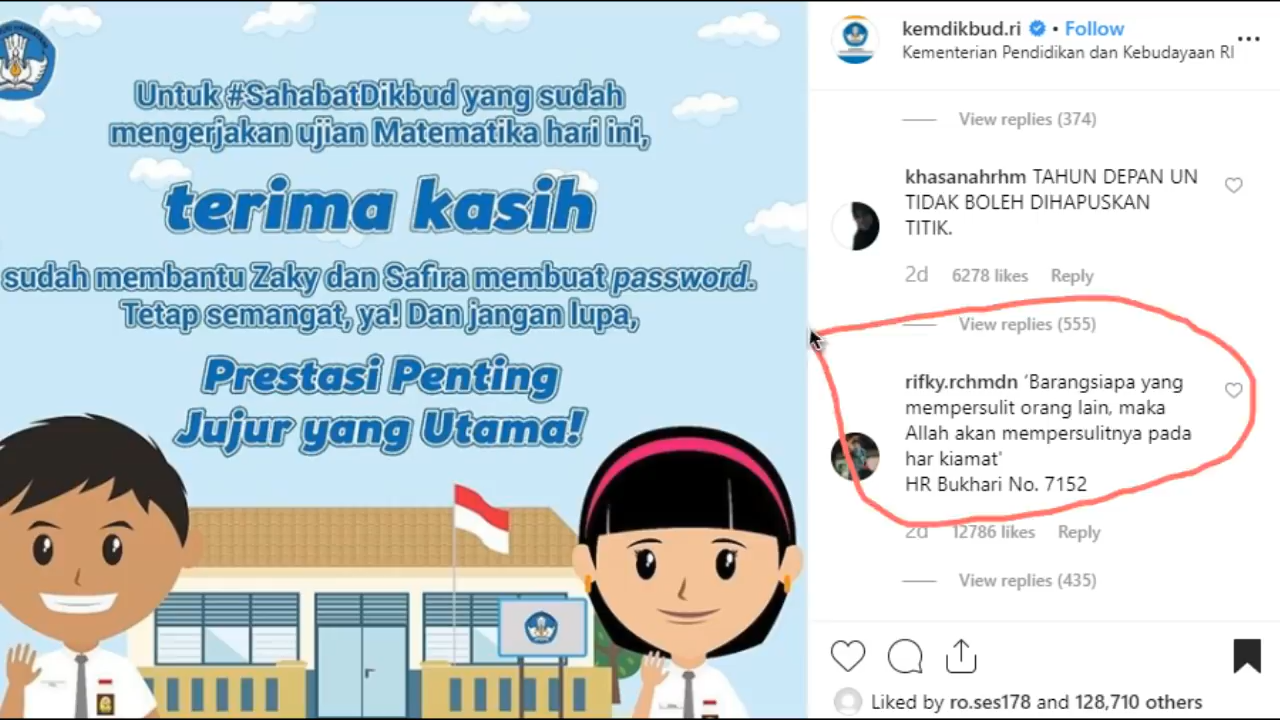 Untuk #SahabatDikbud yang sudah
mengerjakan ujian Matematika hari ini,
terima kasih
sudah membantu Zaky dan Safira membuat password.
Tetap semangat, ya! Dan jangan lupa,
Prestasi Penting
Jujur yang Utama!
kemdikbud.ri • Follow
Kementerian Pendidikan dan Kebudayaan RI
View replies (374)
khasanahrhm TAHUN DEPAN UN
TIDAK BOLEH DIHAPUSKAN
TITIK.
2d 6278 likes Reply
View replies (555)
rifky.rchmdn ‘Barangsiapa yang
mempersulit orang lain, maka
Allah akan mempersulitnya pada
har kiamat'
HR Bukhari No. 7152
2d 12786 likes Reply
View replies (435)
Liked by ro.ses178 and 128,710 others